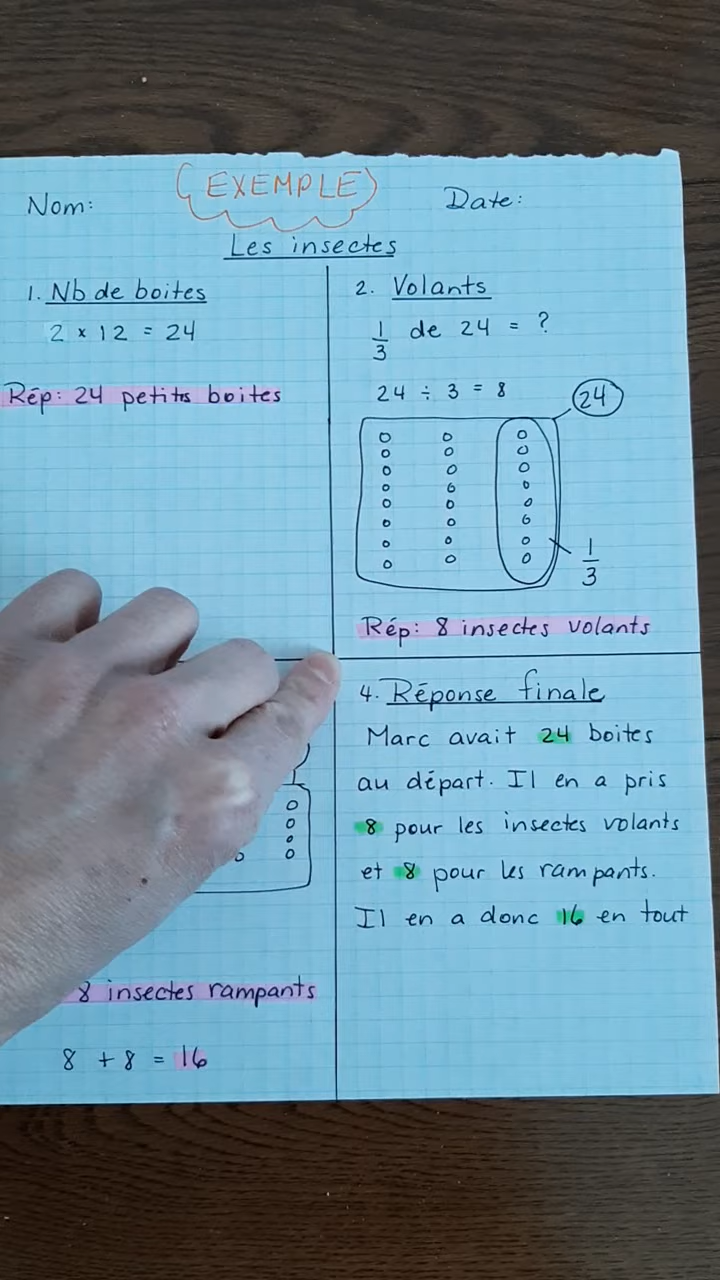 (EXEMPLE)
Nom:
Date:
Les insectes
1. Nb de boites
2 x 12 = 24
Rép: 24 petits boites
2. Volants
1/3 de 24 = ?
24 ÷ 3 = 8
24
1/3
Rép: 8 insectes volants
8 insectes rampants
8 + 8 = 16
4. Réponse finale
Marc avait 24 boites
au départ. Il en a pris
8 pour les insectes volants
et 8 pour les rampants.
Il en a donc 16 en tout